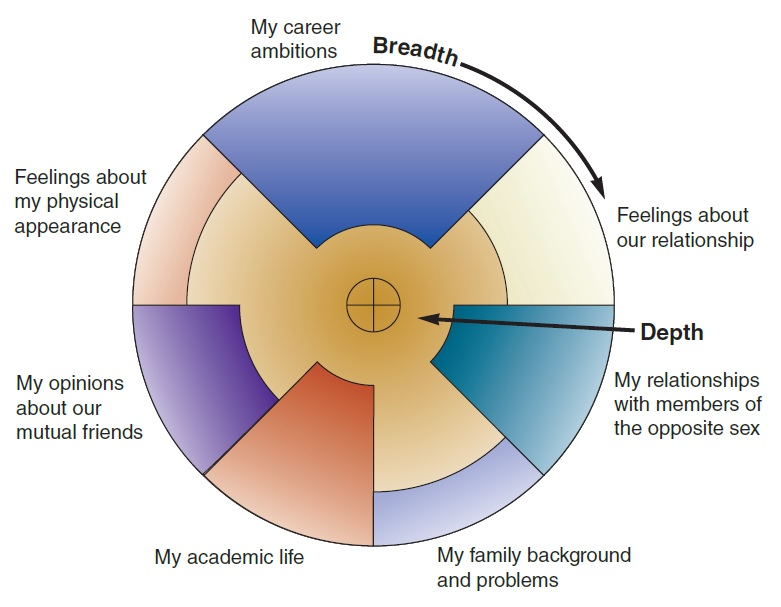 My career
ambitions
Breadth
Feelings about
my physical
appearance
Feelings about
our relationship
Depth
My opinions
about our
mutual friends
My relationships
with members of
the opposite sex
My academic life
My family background
and problems